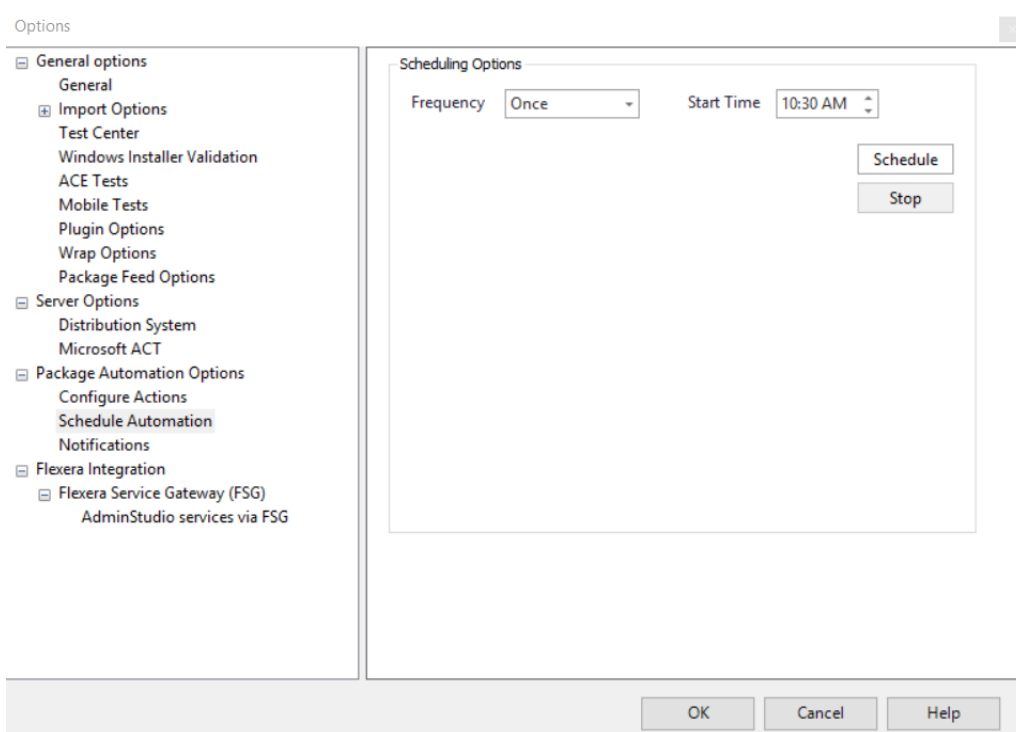 Options
General options
General
Import Options
Test Center
Windows Installer Validation
ACE Tests
Mobile Tests
Plugin Options
Wrap Options
Package Feed Options
Server Options
Distribution System
Microsoft ACT
Package Automation Options
Configure Actions
Schedule Automation
Notifications
Flexera Integration
Flexera Service Gateway (FSG)
AdminStudio services via FSG
Scheduling Options
Frequency Once Start Time 10:30 AM
Schedule
Stop
OK Cancel Help